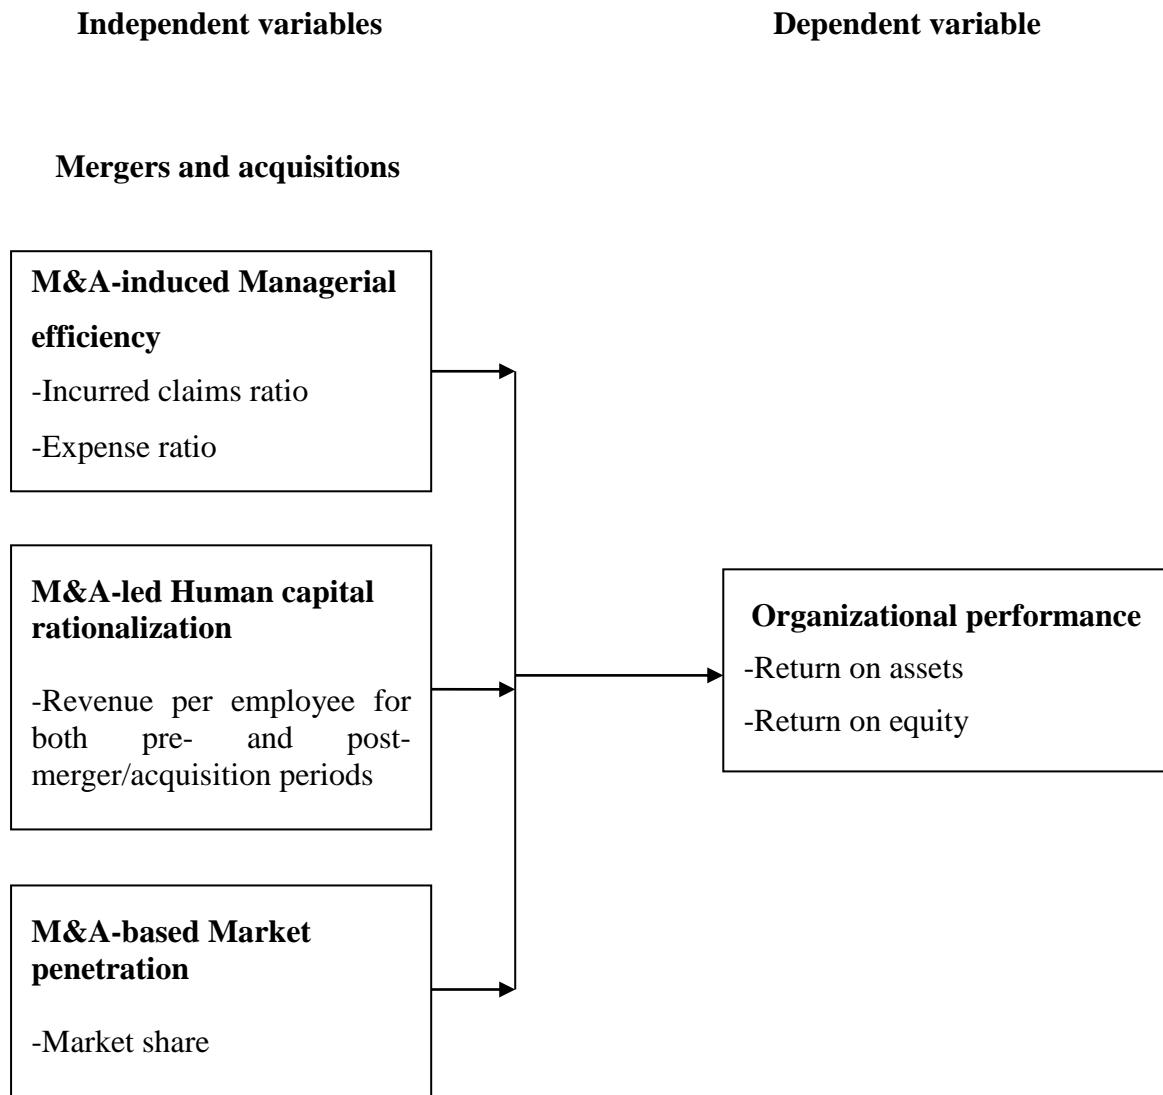 Independent variables
Dependent variable
Mergers and acquisitions
M&A-induced Managerial
efficiency
-Incurred claims ratio
-Expense ratio
M&A-led Human capital
rationalization
-Revenue per employee for
both pre- and post-
merger/acquisition periods
M&A-based Market
penetration
-Market share
Organizational performance
-Return on assets
-Return on equity